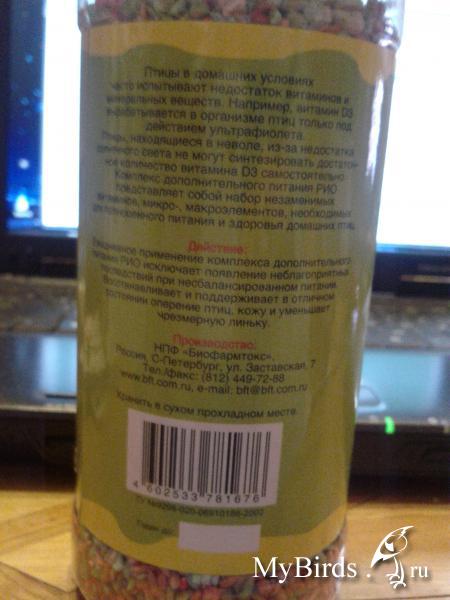 Птицы в домашних условиях
часто испытывают недостаток витаминов и
минеральных веществ. Например, витамин D3
вырабатывается в организме птиц только под
действием ультрафиолета.
Птицы, находящиеся в неволе, из-за недостатка
солнечного света не могут синтезировать достаточ-
ное количество витамина D3 самостоятельно.
Комплекс дополнительного питания РИО
представляет собой набор незаменимых
витаминов, микро-, макроэлементов, необходимых
для полноценного питания и здоровья домашних птиц.
Действие:
Ежедневное применение комплекса дополнительного
питания РИО исключает появление неблагоприятных
последствий при несбалансированном питании.
Восстанавливает и поддерживает в отличном
состоянии оперение птиц, кожу и уменьшает
чрезмерную линьку.
Производство:
НПФ «Биофармтокс».
Россия, С-Петербург, ул. Заставская, 7
Тел./факс: (812) 449-72-88
www.bft.com.ru, e-mail: bft@bft.com.ru
Хранить в сухом прохладном месте.
4 602533 781676
Годен до:
MyBirds.ru